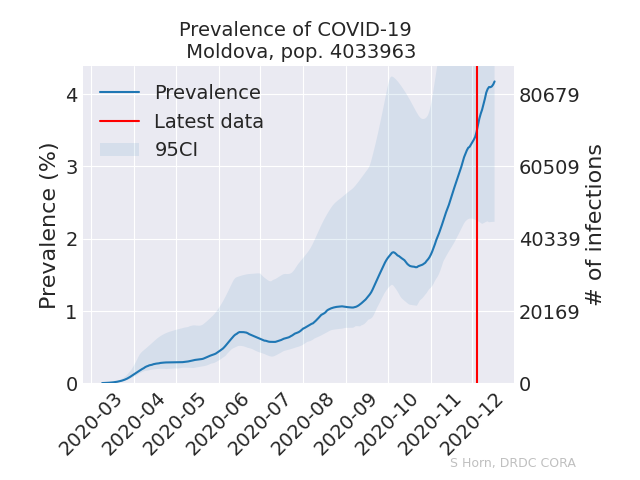 Prevalence of COVID-19
Moldova, pop. 4033963
Prevalence
Latest data
95CI
Prevalence (%)
4
3
2
1
0
80679
60509
40339
20169
0
# of infections
2020-03
2020-04
2020-05
2020-06
2020-07
2020-08
2020-09
2020-10
2020-11
2020-12
S Horn, DRDC CORA